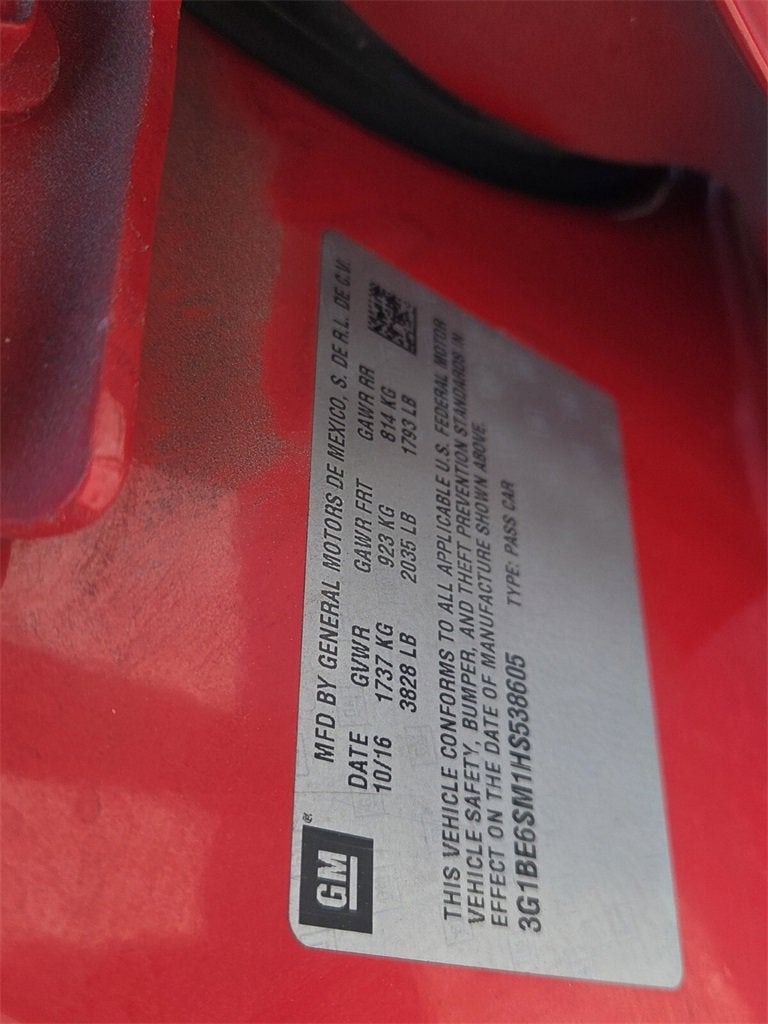 GM®
MFD BY GENERAL MOTORS DE MEXICO, S. DE R.L. DE C.V.
DATE GVWR GAWR FRT GAWR RR
10/16 1737 KG 923 KG 814 KG
3828 LB 2035 LB 1793 LB
THIS VEHICLE CONFORMS TO ALL APPLICABLE U.S. FEDERAL MOTOR
VEHICLE SAFETY, BUMPER, AND THEFT PREVENTION STANDARDS IN
EFFECT ON THE DATE OF MANUFACTURE SHOWN ABOVE.
3G1BE6SM1HS538605 TYPE: PASS CAR